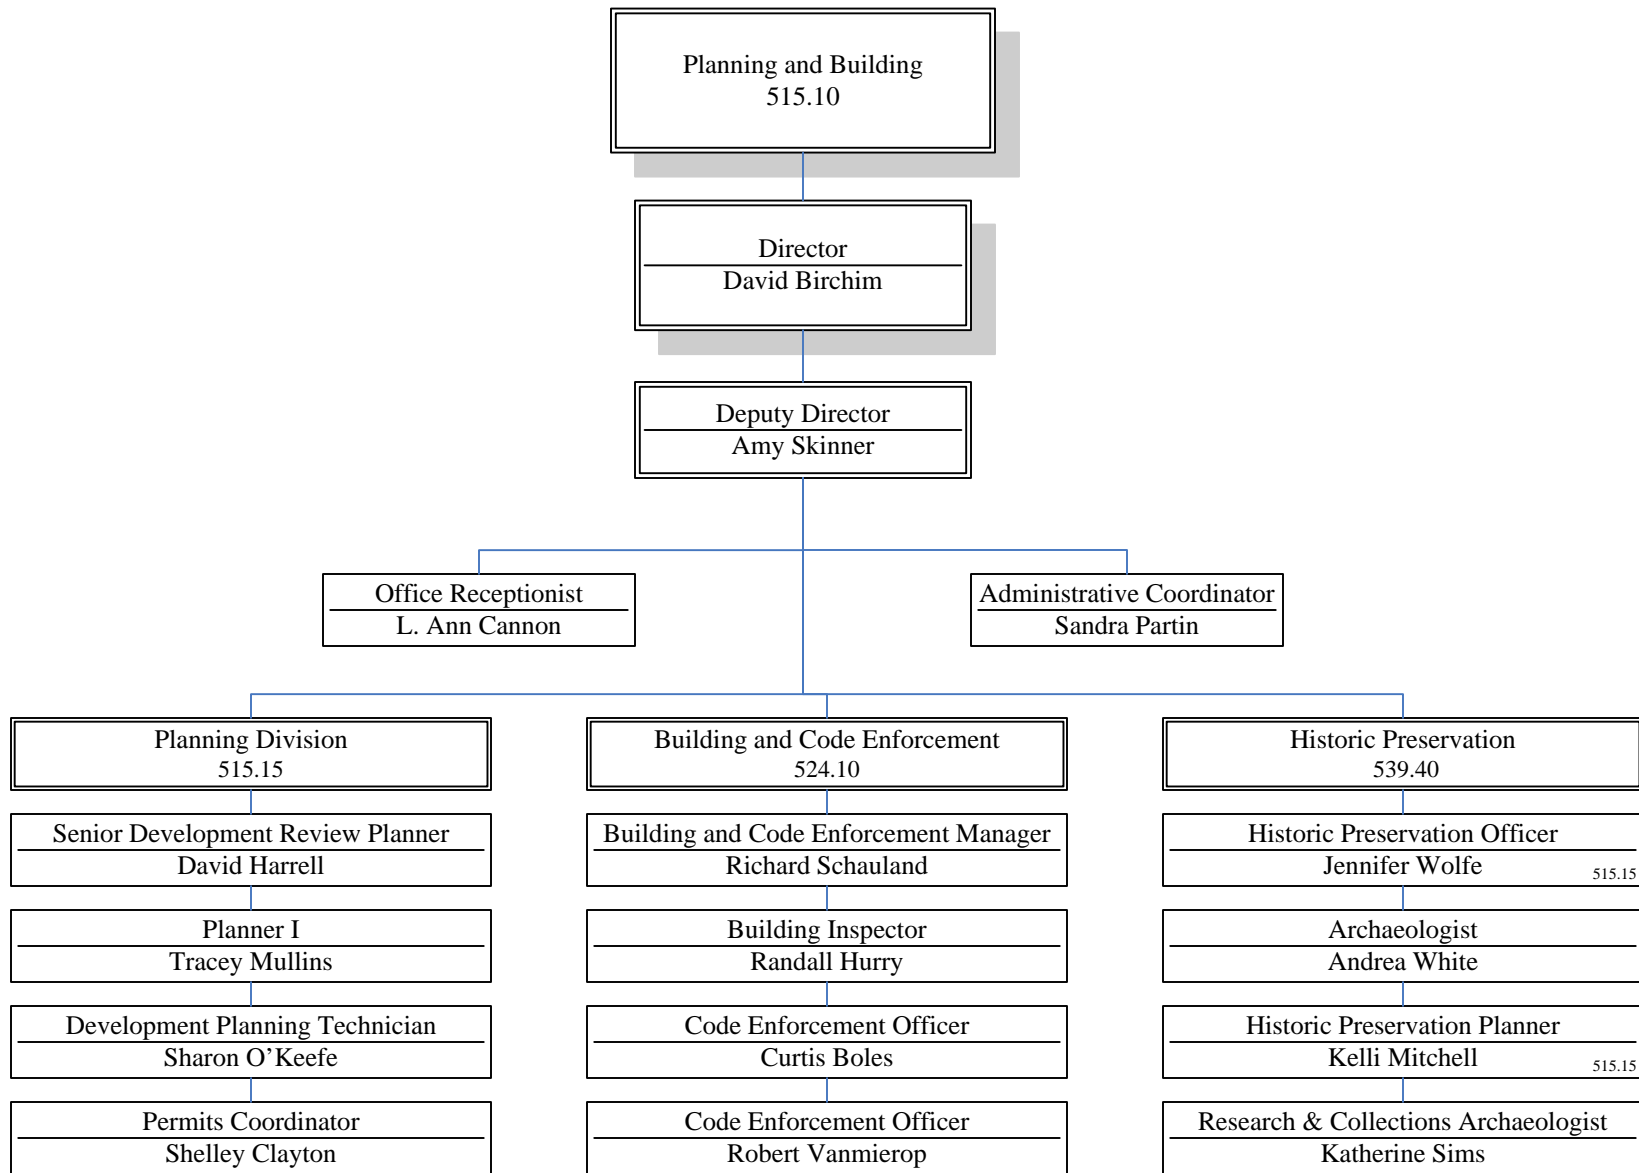 Planning and Building
515.10
Director
David Birchim
Deputy Director
Amy Skinner
Office Receptionist
L. Ann Cannon
Administrative Coordinator
Sandra Partin
Planning Division
515.15
Senior Development Review Planner
David Harrell
Planner I
Tracey Mullins
Development Planning Technician
Sharon O’Keefe
Permits Coordinator
Shelley Clayton
Building and Code Enforcement
524.10
Building and Code Enforcement Manager
Richard Schauland
Building Inspector
Randall Hurry
Code Enforcement Officer
Curtis Boles
Code Enforcement Officer
Robert Vanmierop
Historic Preservation
539.40
Historic Preservation Officer
Jennifer Wolfe 515.15
Archaeologist
Andrea White
Historic Preservation Planner
Kelli Mitchell 515.15
Research & Collections Archaeologist
Katherine Sims